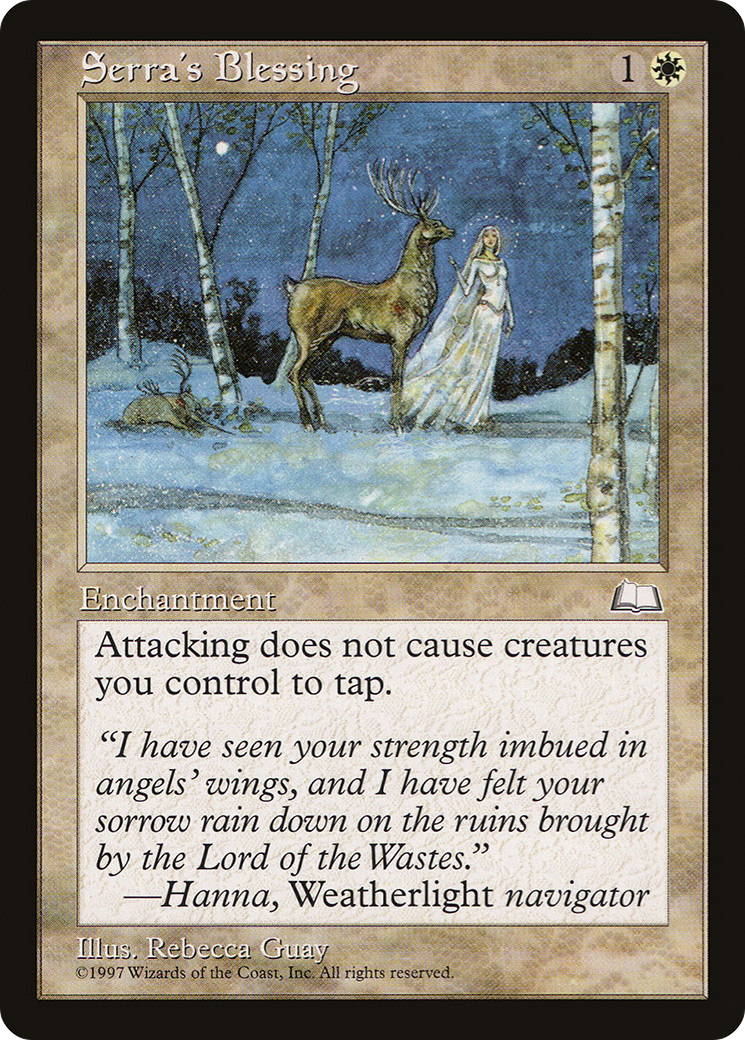 Serra's Blessing 1
Enchantment
Attacking does not cause creatures
you control to tap.
“I have seen your strength imbued in
angels’ wings, and I have felt your
sorrow rain down on the ruins brought
by the Lord of the Wastes.”
—Hanna, Weatherlight navigator
Illus. Rebecca Guay
©1997 Wizards of the Coast, Inc. All rights reserved.